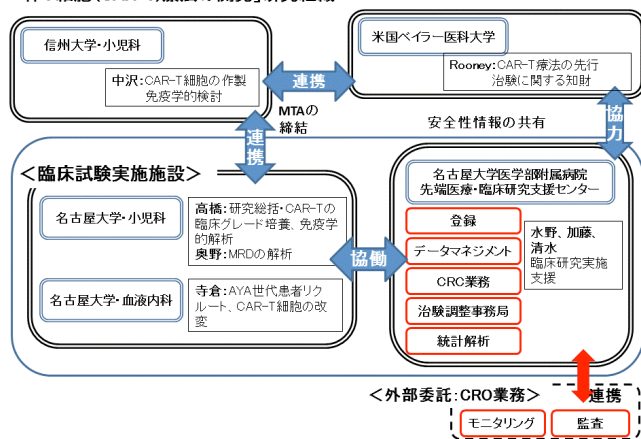 信州大学・小児科
中沢：CAR-T細胞の作製
免疫学的検討
連携
MTAの
締結
米国ベイラー医科大学
Rooney：CAR-T療法の先行
治験に関する知財
安全性情報の共有
協力
連携
＜臨床試験実施施設＞
名古屋大学・小児科
高橋：研究総括・CAR-Tの
臨床グレード培養、免疫学
的解析
奥野：MRDの解析
名古屋大学・血液内科
寺倉：AYA世代患者リク
ルート、CAR-T細胞の改
変
協働
名古屋大学医学部附属病院
先端医療・臨床研究支援センター
登録
データマネジメント
CRC業務
治験調整事務局
統計解析
水野、加藤、
清水
臨床研究実施
支援
＜外部委託：CRO業務＞
連携
モニタリング
監査